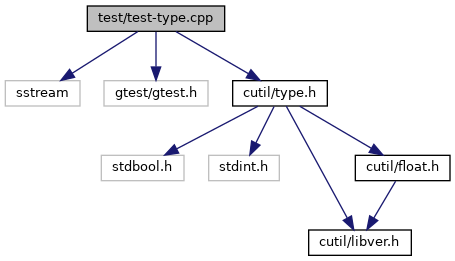 test/test-type.cpp
sstream
gtest/gtest.h
cutil/type.h
stdbool.h
stdint.h
cutil/float.h
cutil/libver.h